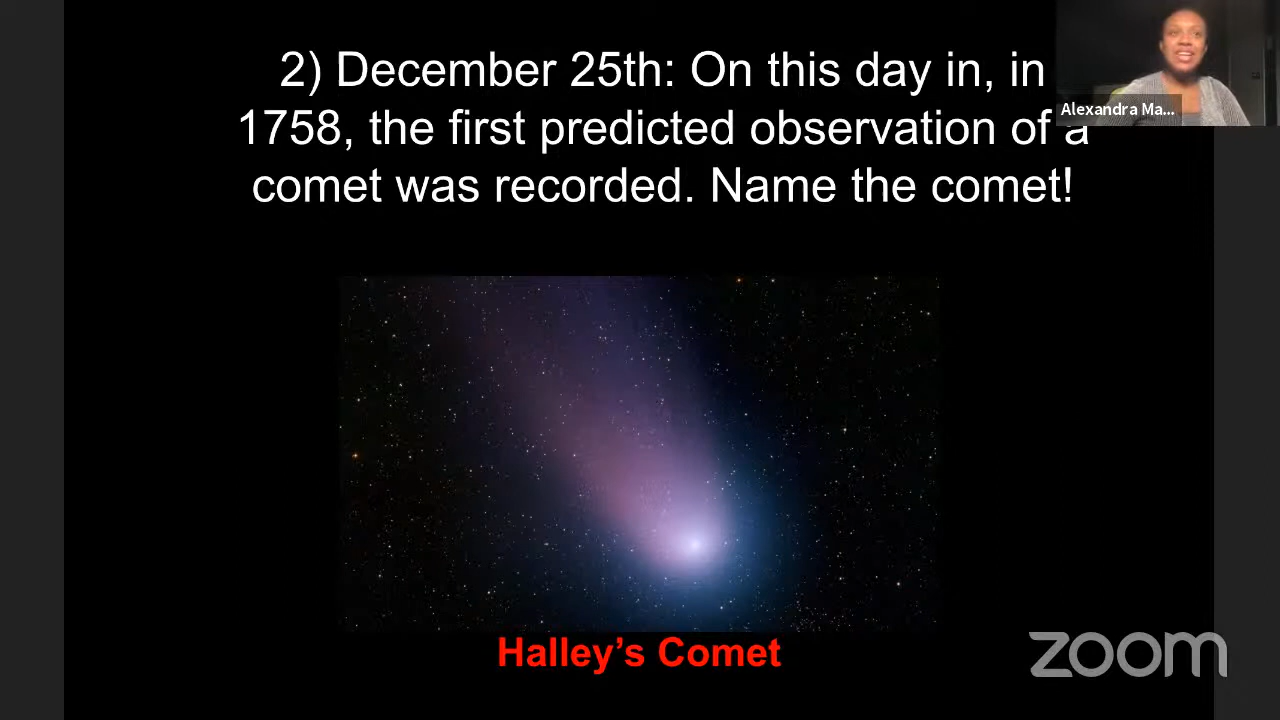 2) December 25th: On this day in, in
1758, the first predicted observation of a
comet was recorded. Name the comet!
Alexandra Ma...
Halley's Comet
zoom